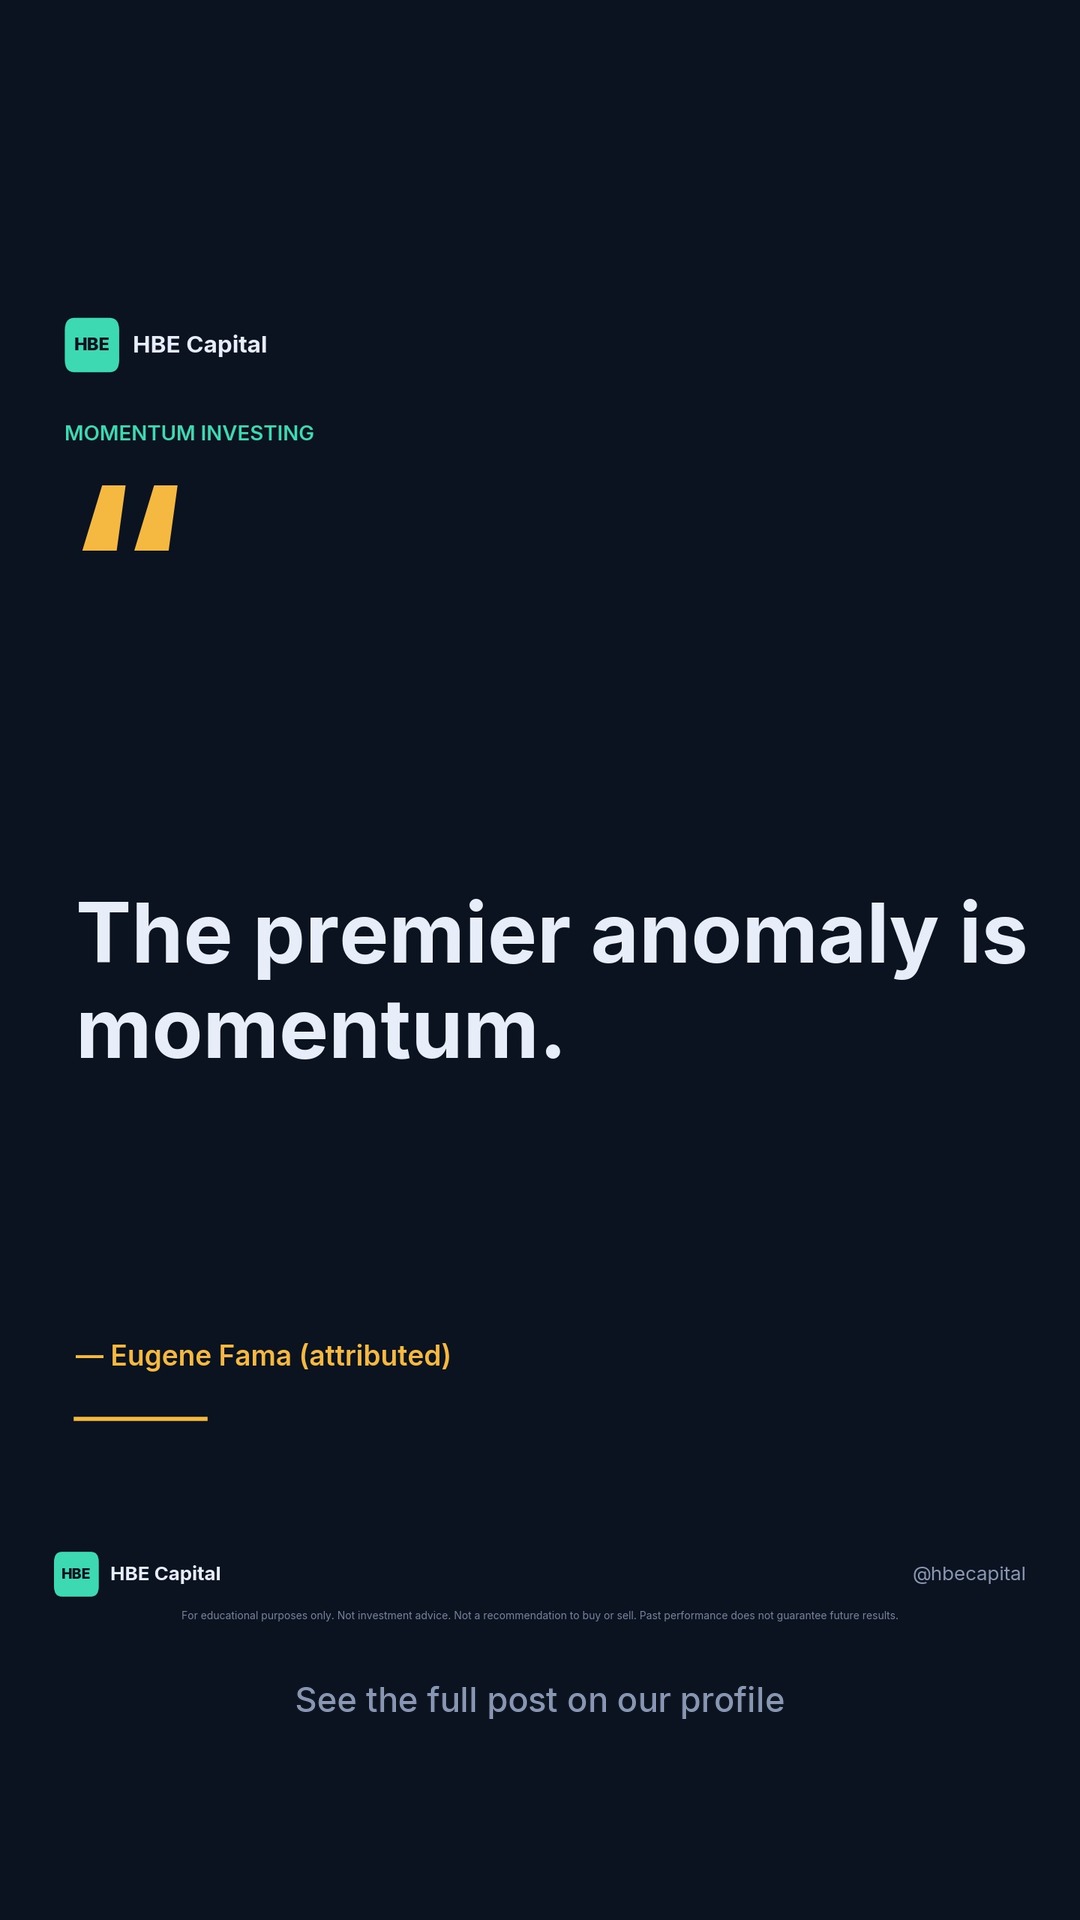 HBE HBE Capital
MOMENTUM INVESTING
"
The premier anomaly is
momentum.
— Eugene Fama (attributed)
HBE HBE Capital @hbecapital
For educational purposes only. Not investment advice. Not a recommendation to buy or sell. Past performance does not guarantee future results.
See the full post on our profile